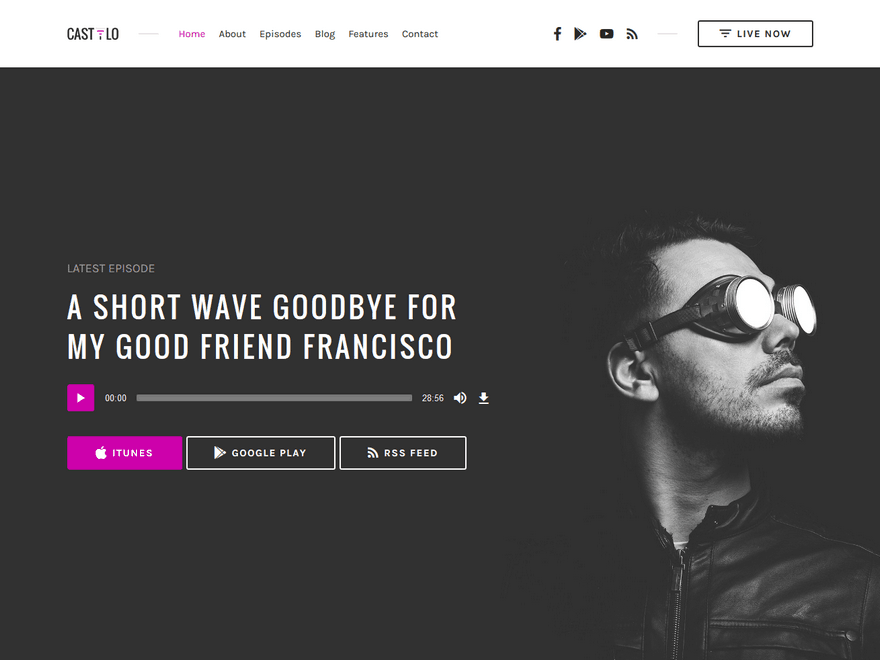 CAST LO
Home About Episodes Blog Features Contact
LIVE NOW
LATEST EPISODE
A SHORT WAVE GOODBYE FOR
MY GOOD FRIEND FRANCISCO
00:00 28:56
ITUNES GOOGLE PLAY RSS FEED